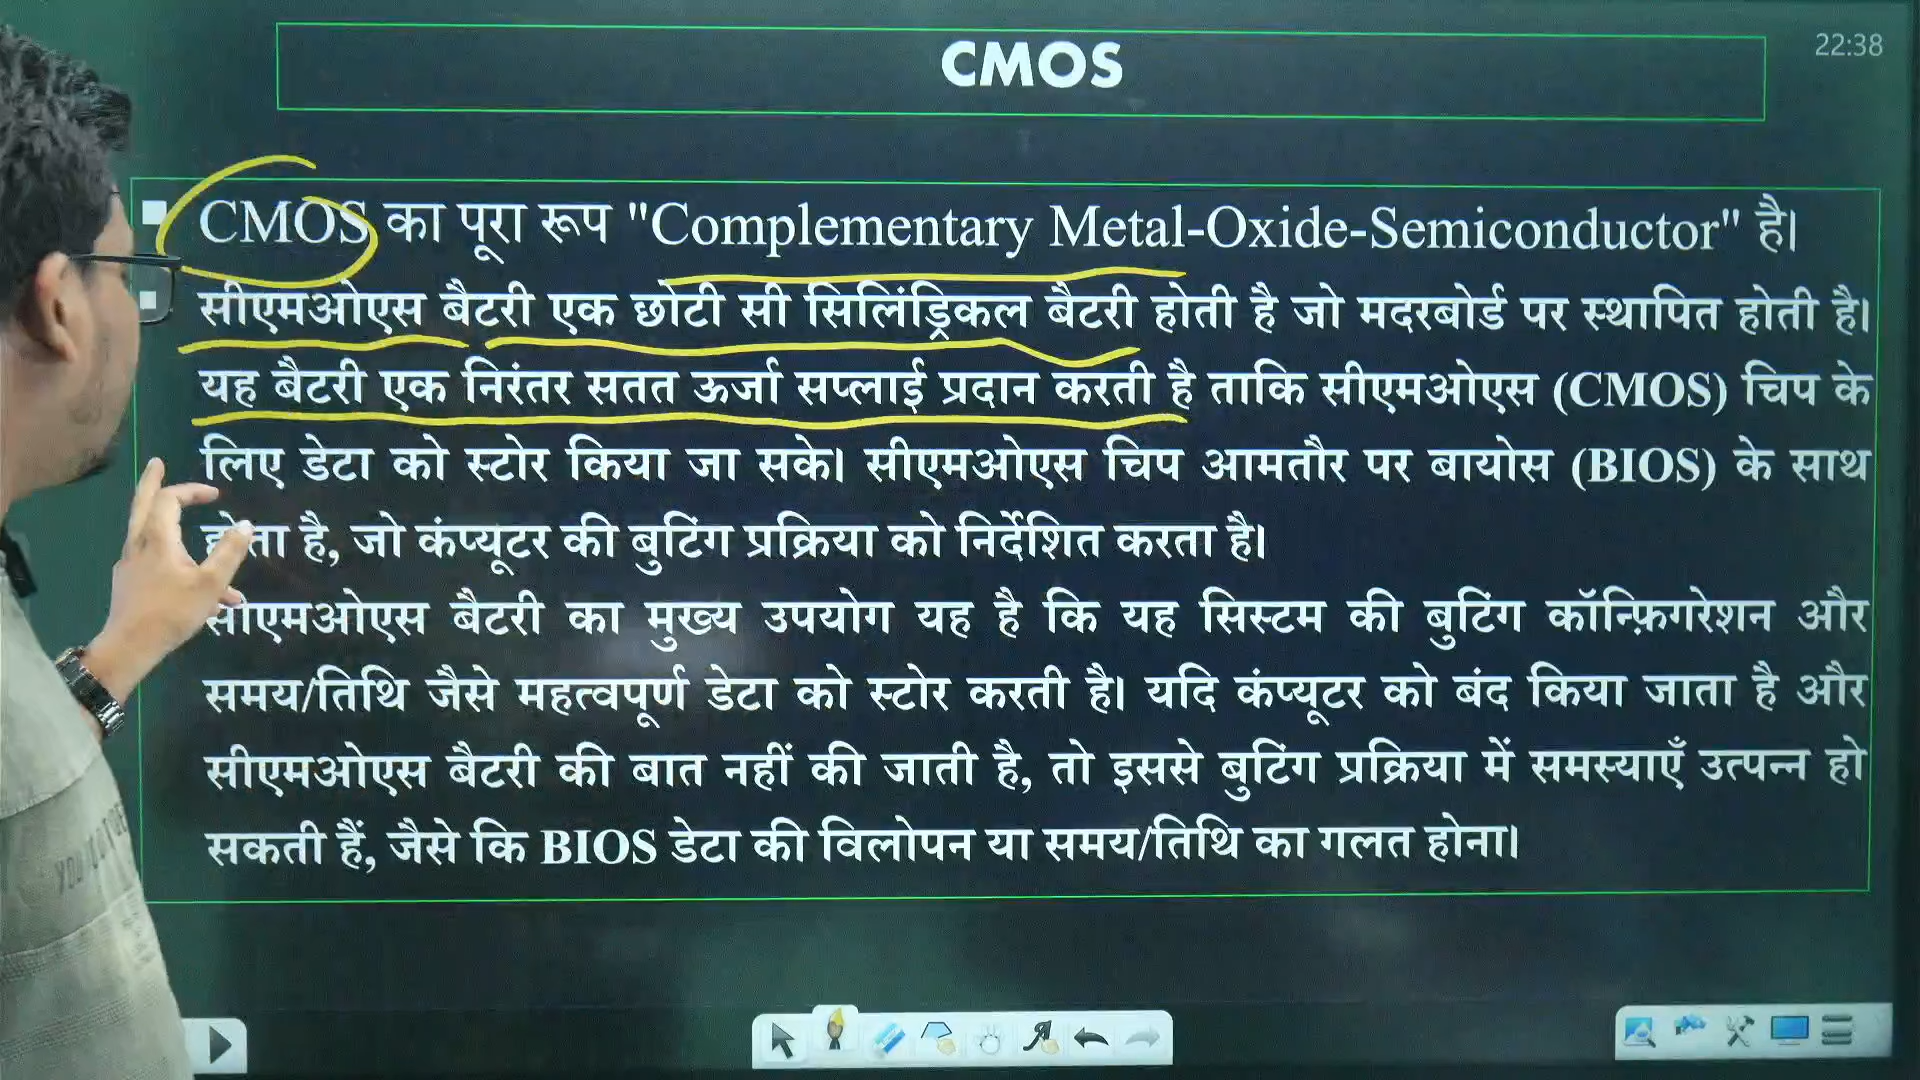 CMOS
22:38
CMOS का पूरा रूप "Complementary Metal-Oxide-Semiconductor" है।
सीएमओएस बैटरी एक छोटी सी सिलिंड्रिकल बैटरी होती है जो मदरबोर्ड पर स्थापित होती है।
यह बैटरी एक निरंतर सतत ऊर्जा सप्लाई प्रदान करती है ताकि सीएमओएस (CMOS) चिप के
लिए डेटा को स्टोर किया जा सके। सीएमओएस चिप आमतौर पर बायोस (BIOS) के साथ
होता है, जो कंप्यूटर की बुटिंग प्रक्रिया को निर्देशित करता है।
सीएमओएस बैटरी का मुख्य उपयोग यह है कि यह सिस्टम की बुटिंग कॉन्फ़िगरेशन और
समय/तिथि जैसे महत्वपूर्ण डेटा को स्टोर करती है। यदि कंप्यूटर को बंद किया जाता है और
सीएमओएस बैटरी की बात नहीं की जाती है, तो इससे बुटिंग प्रक्रिया में समस्याएँ उत्पन्न हो
सकती हैं, जैसे कि BIOS डेटा की विलोपन या समय/तिथि का गलत होना।